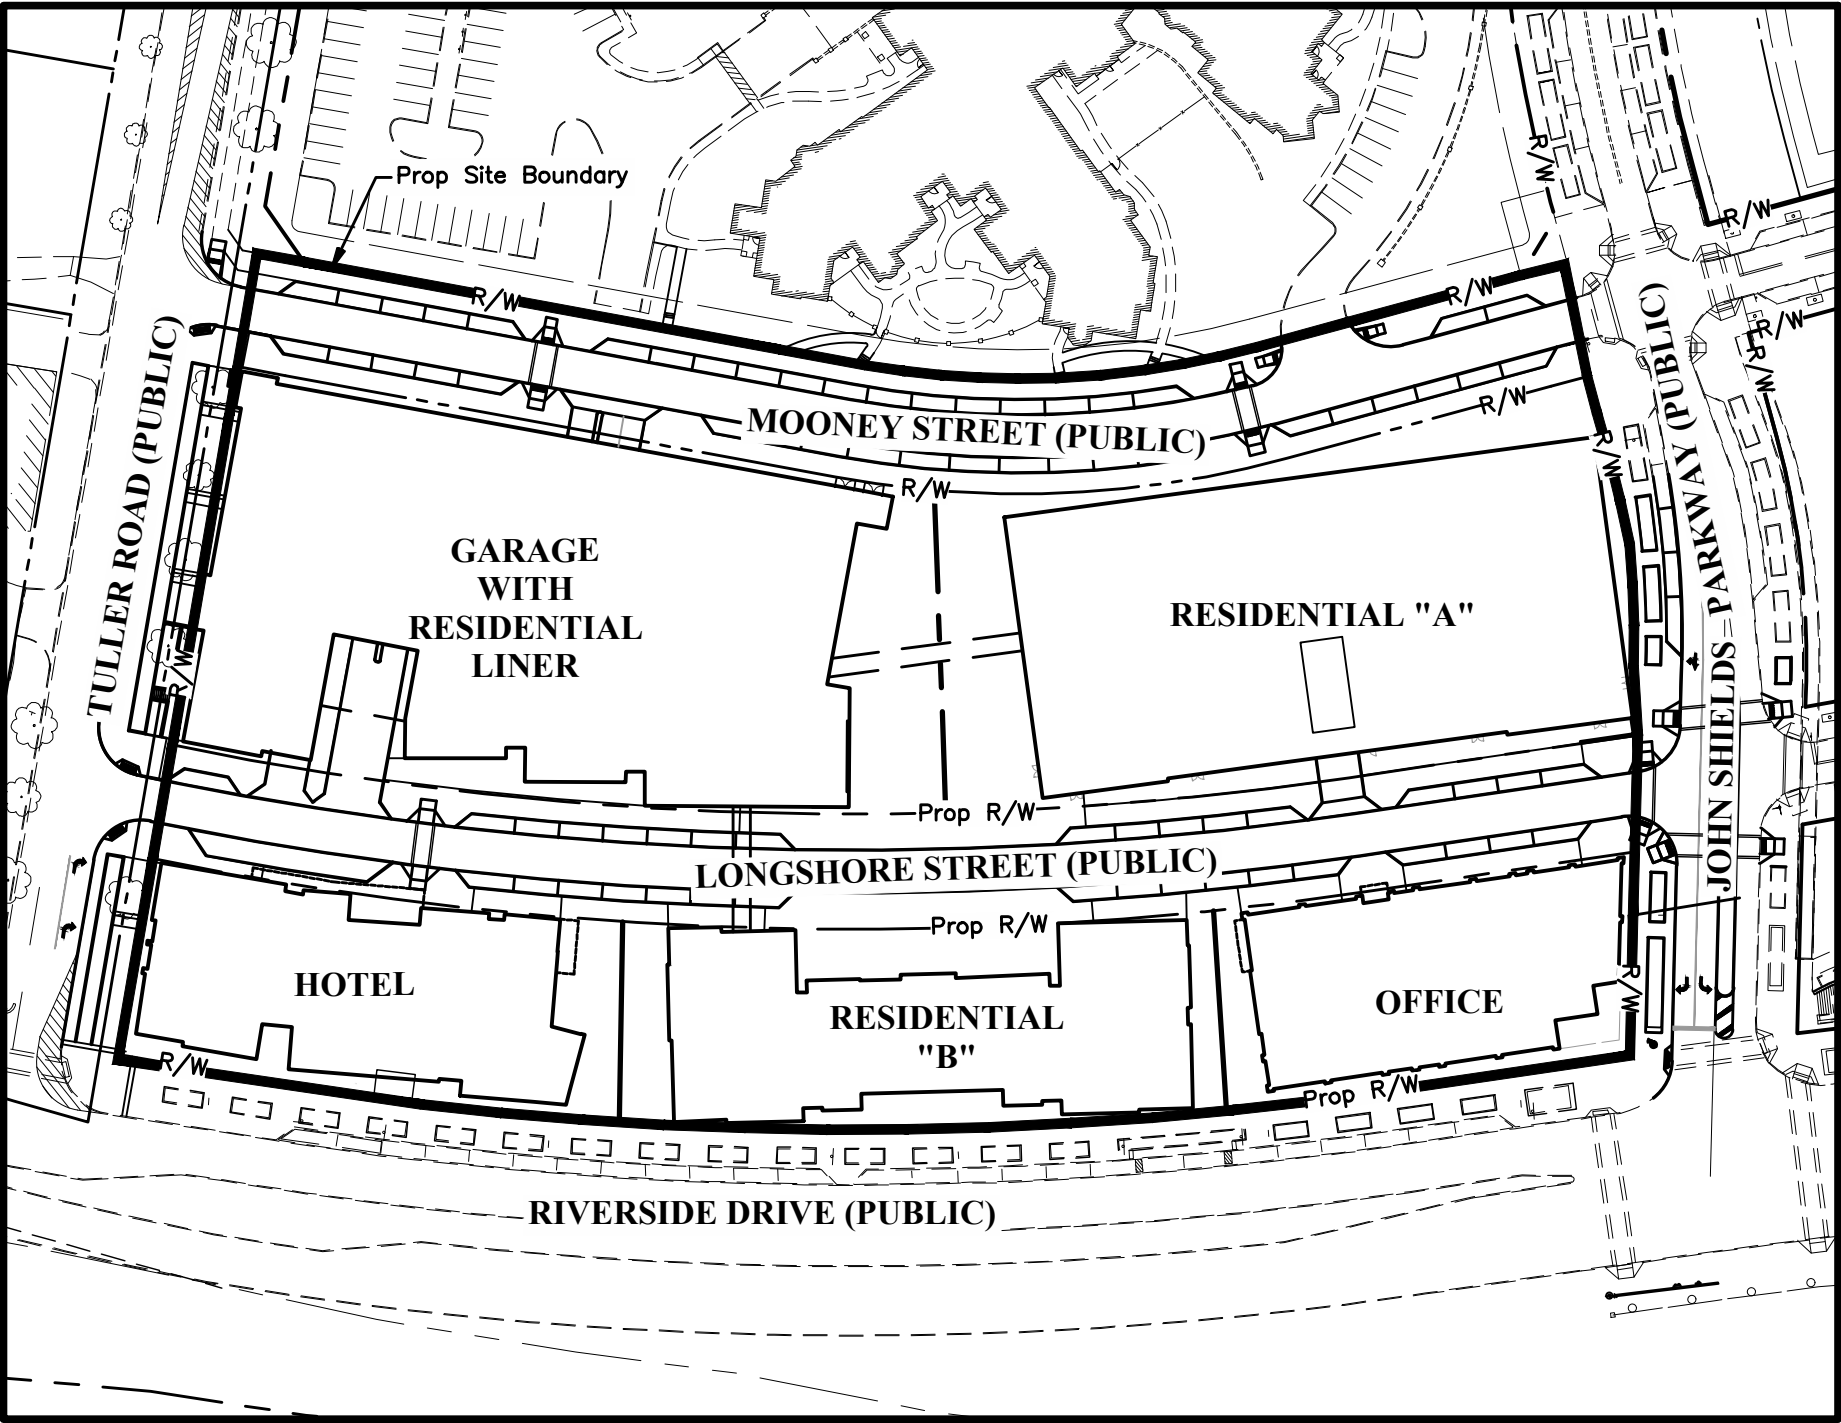 R/W
Prop Site Boundary
R/W
R/W
R/W
R/W
R/W
R/W
MOONEY STREET (PUBLIC)
R/W
R/W
R/W
TULLER ROAD (PUBLIC)
JOHN SHIELDS PARKWAY (PUBLIC)
GARAGE
WITH
RESIDENTIAL
LINER
RESIDENTIAL "A"
R/W
Prop R/W
LONGSHORE STREET (PUBLIC)
Prop R/W
HOTEL
RESIDENTIAL
"B"
OFFICE
R/W
R/W
Prop R/W
RIVERSIDE DRIVE (PUBLIC)